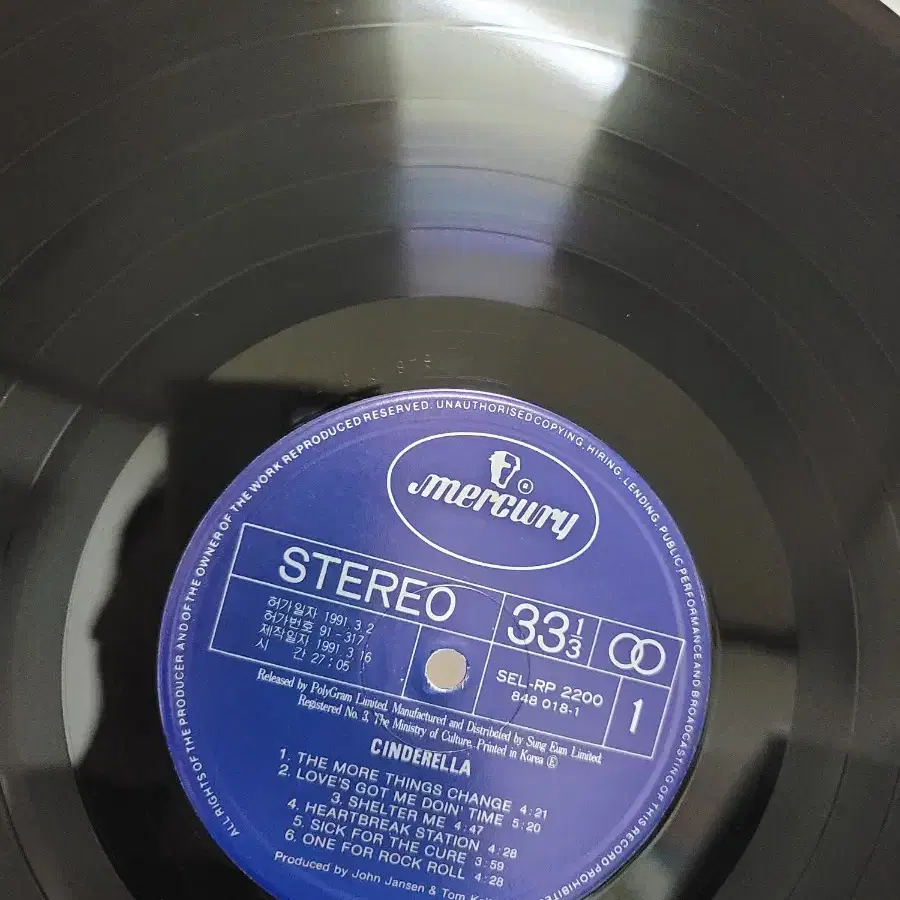 ALL RIGHTS OF THE PRODUCER AND OF THE OWNER OF THE WORK REPRODUCED RESERVED. UNAUTHORISED COPYING, HIRING, LENDING, PUBLIC PERFORMANCE AND BROADCASTING OF THIS RECORD PROHIBITED
mercury
®
STEREO
33 1/3
허가일자 1991.3.2
허가번호 91-317
제작일자 1991.3.16
시 간 27:05
SEL-RP 2200
848 018-1
1
Released by PolyGram Limited. Manufactured and Distributed by Sung Eum Limited.
Registered No. 3, The Ministry of Culture. Printed in Korea Ⓔ
CINDERELLA
1. THE MORE THINGS CHANGE 4:21
2. LOVE'S GOT ME DOIN' TIME 5:20
3. SHELTER ME 4:47
4. HEARTBREAK STATION 4:28
5. SICK FOR THE CURE 3:59
6. ONE FOR ROCK ROLL 4:28
Produced by John Jansen & Tom